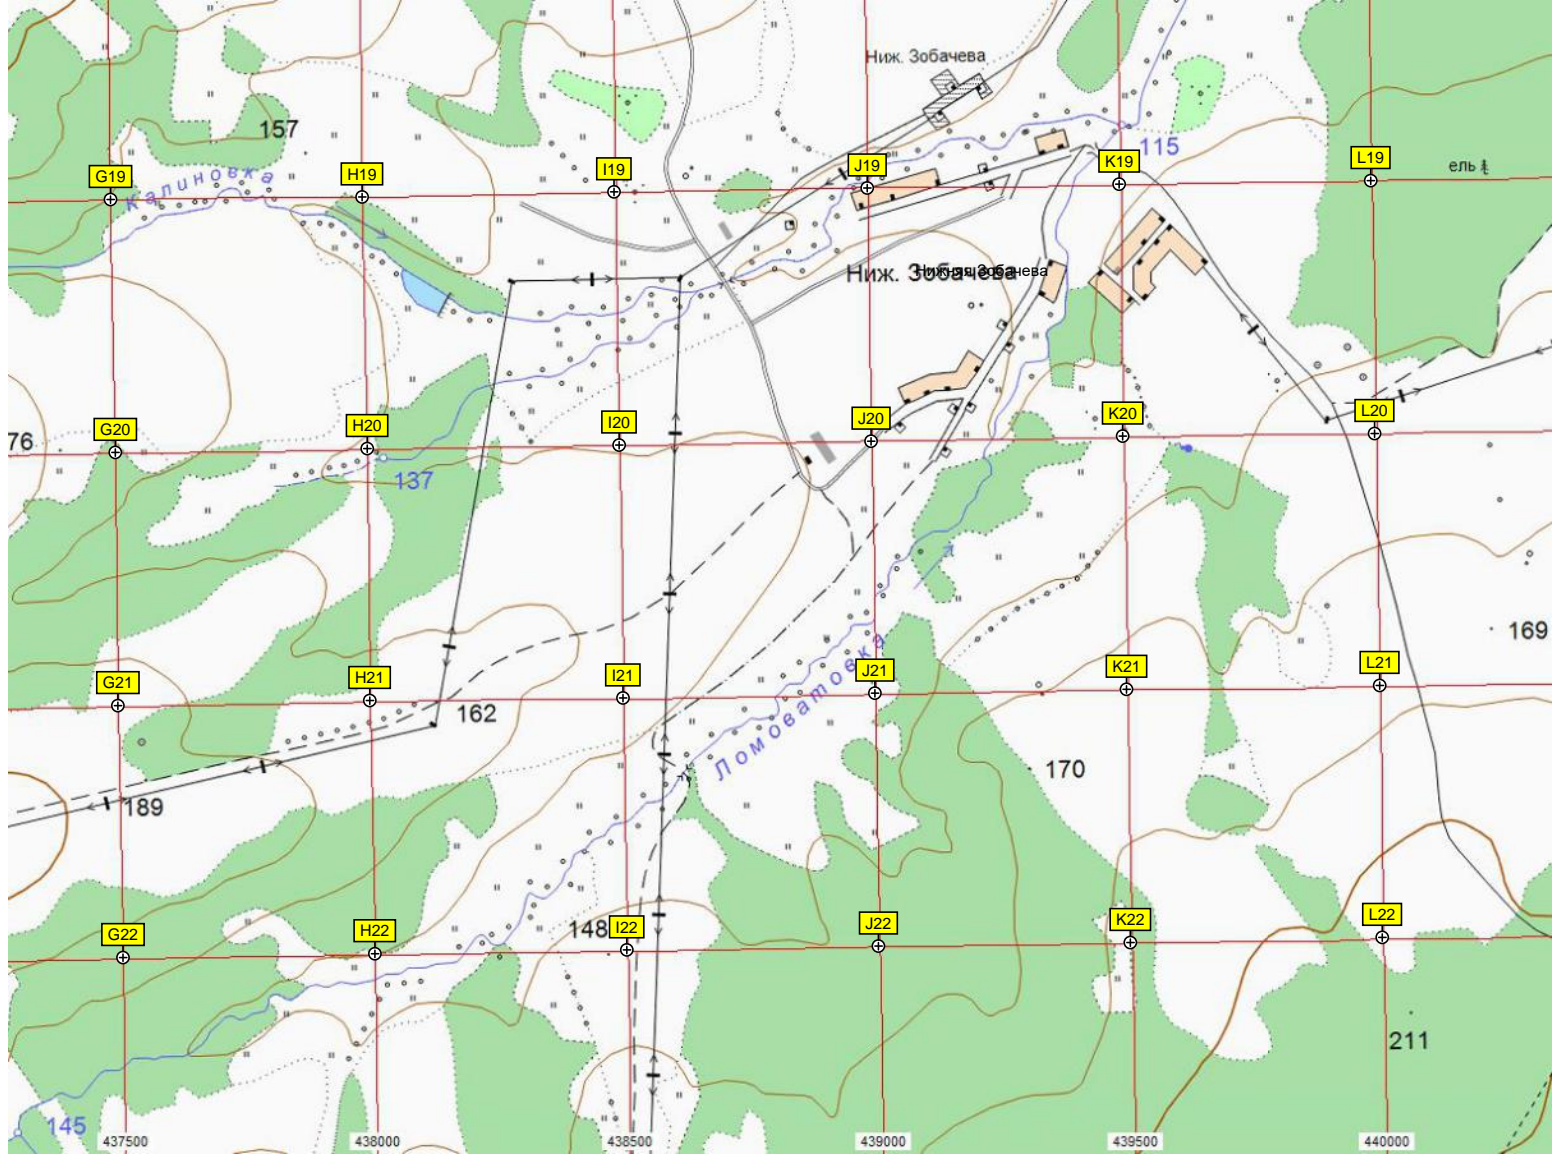 Ниж. Зобачева
157
115
G19
H19
I19
J19
K19
L19
ель
Калиновка
Ниж. Зобачева
Нижняя Зобачева
G20
H20
I20
J20
K20
L20
76
137
169
G21
H21
I21
J21
K21
L21
162
Ломоватовка
170
189
G22
H22
148
I22
J22
K22
L22
211
145
437500
438000
438500
439000
439500
440000